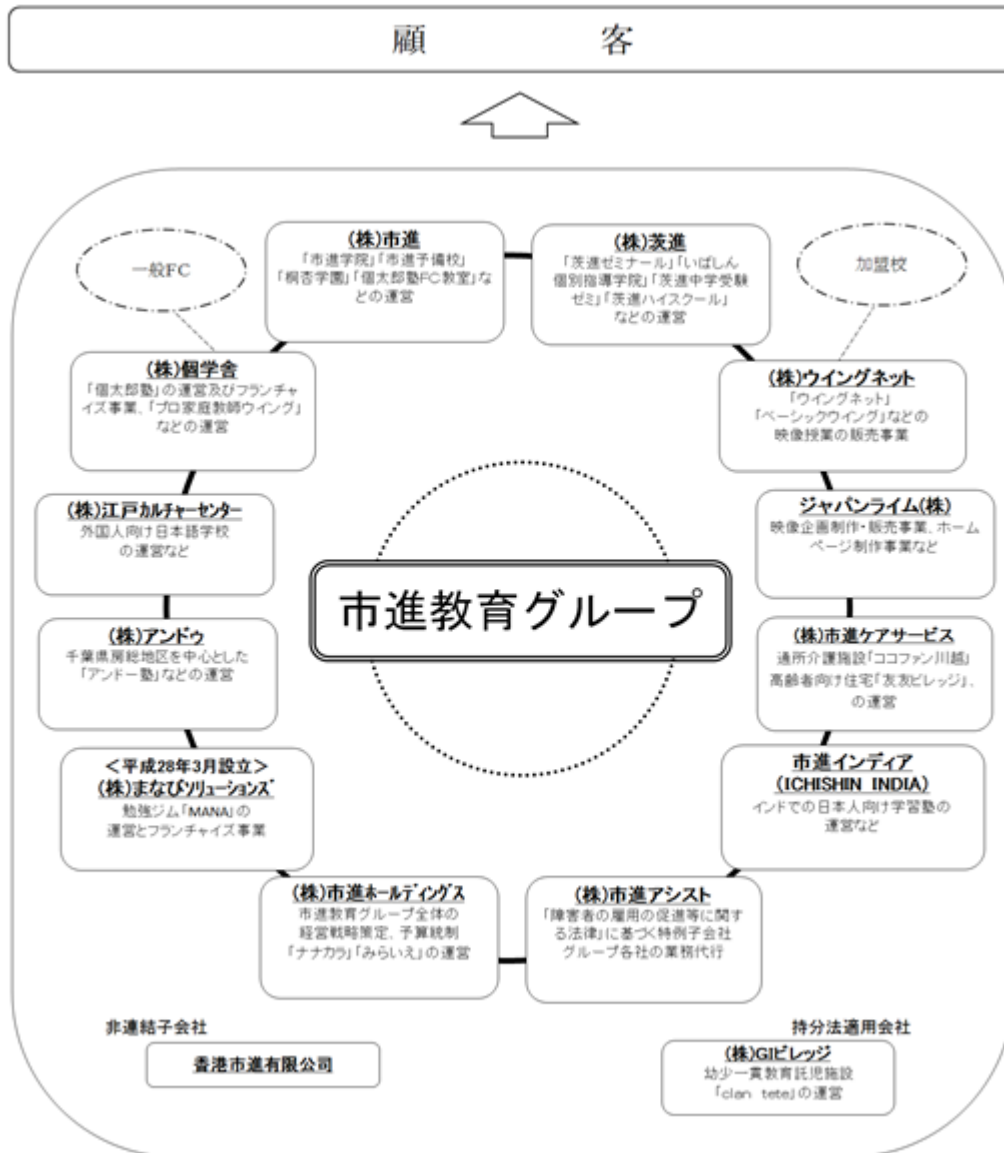 顧 客
一般FC
(株)市進
「市進学院」「市進予備校」
「桐杏学園」「個太郎塾FC教室」な
どの運営
(株)茨進
「茨進ゼミナール」「いばしん
個別指導学院」「茨進中学受験
ゼミ」「茨進ハイスクール」
などの運営
加盟校
(株)個学舎
「個太郎塾」の運営及びフランチャ
イズ事業、「プロ家庭教師ウイング」
などの運営
(株)ウイングネット
「ウイングネット」
「ベーシックウイング」などの
映像授業の販売事業
(株)江戸カルチャーセンター
外国人向け日本語学校
の運営など
ジャパンライム(株)
映像企画制作・販売事業、ホーム
ページ制作事業など
市進教育グループ
(株)アンドゥ
千葉県房総地区を中心とした
「アンドー塾」などの運営
(株)市進ケアサービス
通所介護施設「ココファン川越」
高齢者向け住宅「友友ビレッジ」、
の運営
<平成28年3月設立>
(株)まなびソリューションズ
勉強ジム「MANA」の
運営とフランチャイズ事業
市進インディア
(ICHISHIN INDIA)
インドでの日本人向け学習塾の
運営など
(株)市進ホールディングス
市進教育グループ全体の
経営戦略策定、予算統制
「ナナカラ」「みらいえ」の運営
(株)市進アシスト
「障害者の雇用の促進等に関す
る法律」に基づく特例子会社
グループ各社の業務代行
非連結子会社
香港市進有限公司
持分法適用会社
(株)GIビレッジ
幼少一貫教育託児施設
「clan tete」の運営